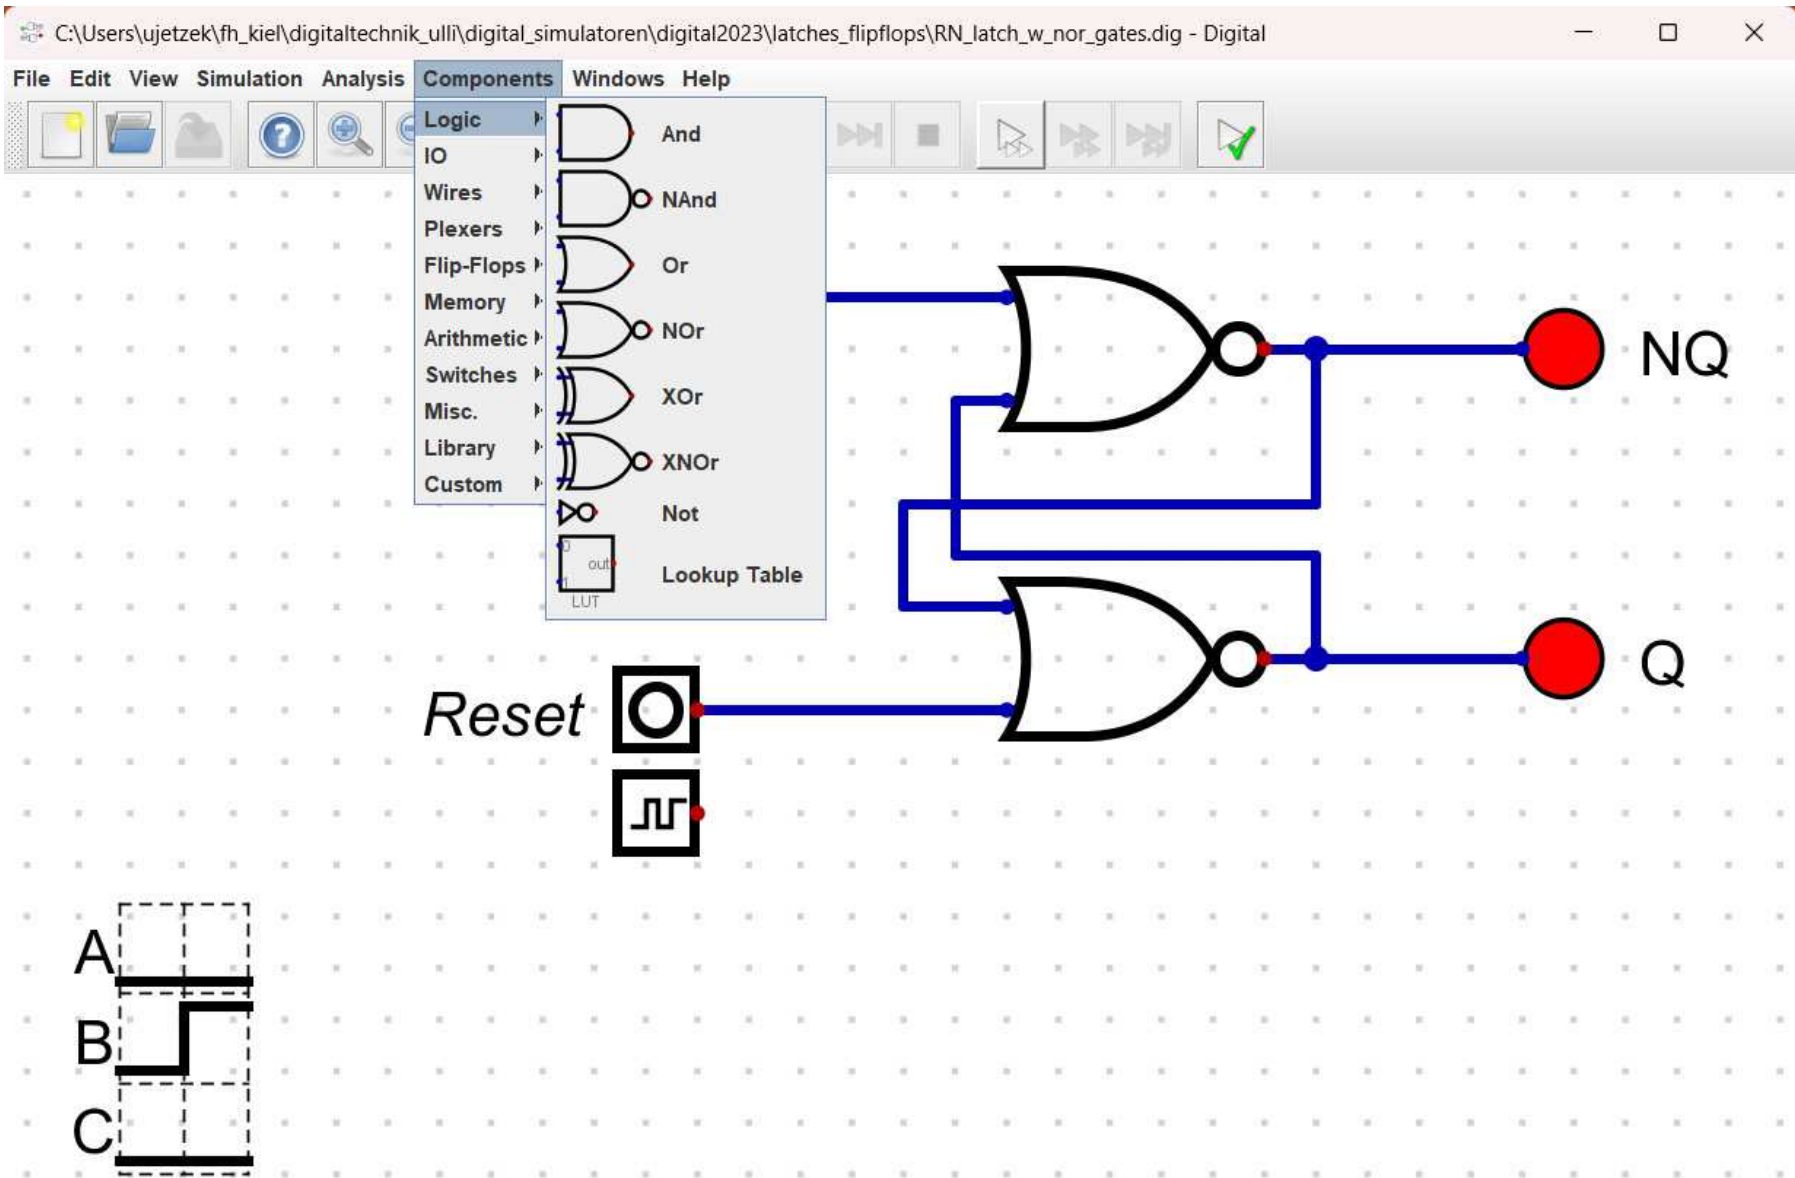 C:\Users\ujetzek\fh_kiel\digitaltechnik_ulli\digital_simulatoren\digital2023\latches_flipflops\RN_latch_w_nor_gates.dig - Digital
File Edit View Simulation Analysis Components Windows Help
Logic
IO
Wires
Plexers
Flip-Flops
Memory
Arithmetic
Switches
Misc.
Library
Custom
And
NAnd
Or
NOr
XOr
XNOr
Not
0
out
1
LUT
Lookup Table
NQ
Q
Reset
A
B
C